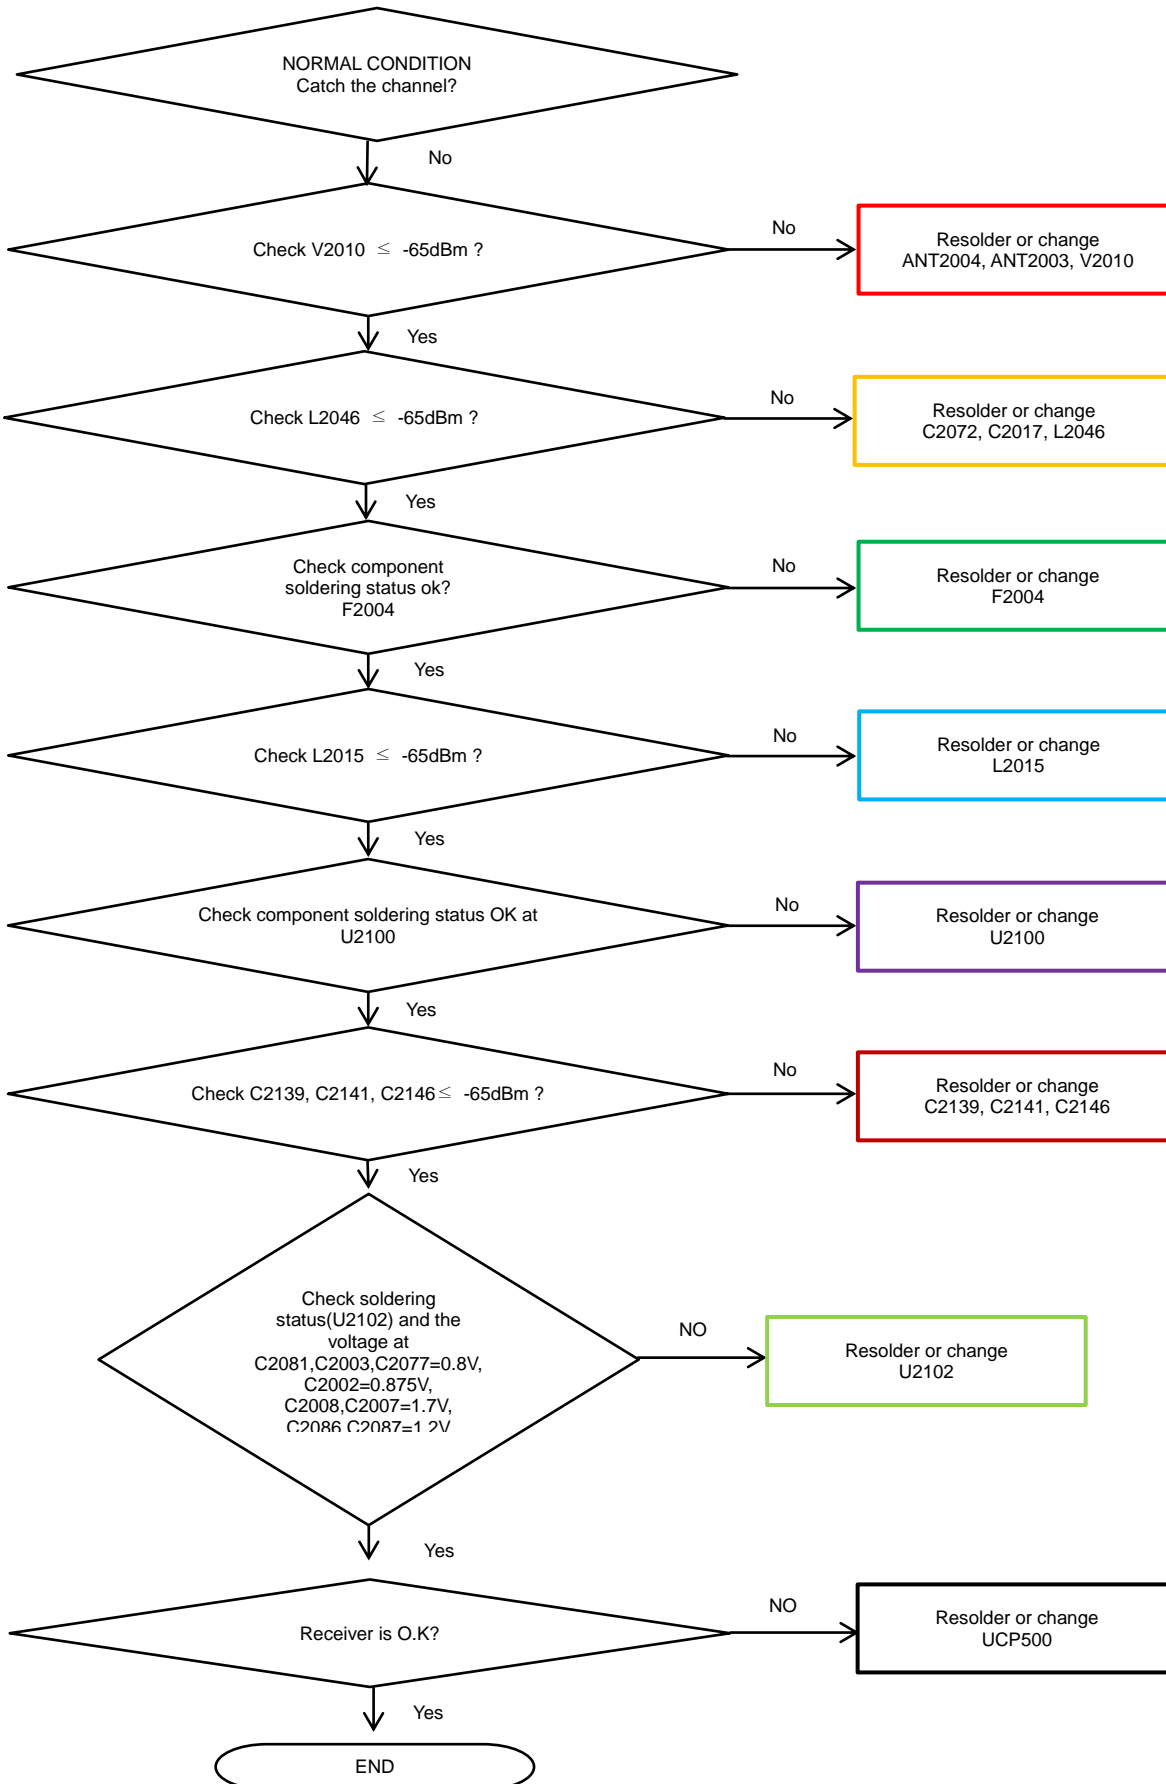 NORMAL CONDITION
Catch the channel?
No
Check V2010 ≤ -65dBm ?
No
Resolder or change
ANT2004, ANT2003, V2010
Yes
Check L2046 ≤ -65dBm ?
No
Resolder or change
C2072, C2017, L2046
Yes
Check component
soldering status ok?
F2004
No
Resolder or change
F2004
Yes
Check L2015 ≤ -65dBm ?
No
Resolder or change
L2015
Yes
Check component soldering status OK at
U2100
No
Resolder or change
U2100
Yes
Check C2139, C2141, C2146≤ -65dBm ?
No
Resolder or change
C2139, C2141, C2146
Yes
Check soldering
status(U2102) and the
voltage at
C2081,C2003,C2077=0.8V,
C2002=0.875V,
C2008,C2007=1.7V,
C2086,C2087=1.2V
NO
Resolder or change
U2102
Yes
Receiver is O.K?
NO
Resolder or change
UCP500
Yes
END